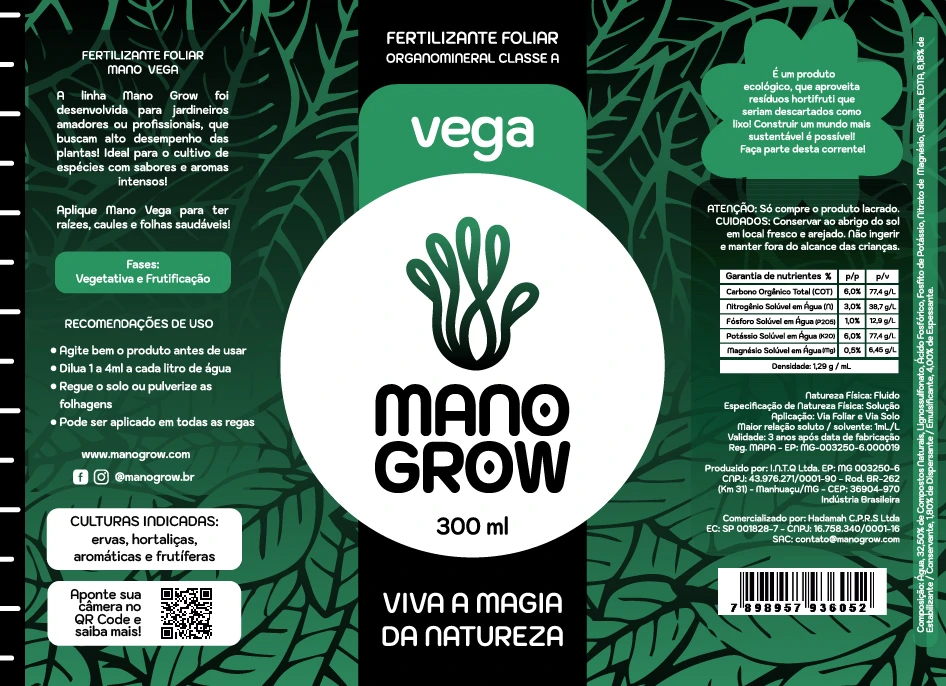 FERTILIZANTE FOLIAR
MANO VEGA
A linha Mano Grow foi
desenvolvida para jardineiros
amadores ou profissionais, que
buscam alto desempenho das
plantas! Ideal para o cultivo de
espécies com sabores e aromas
intensos!
Aplique Mano Vega para ter
raízes, caules e folhas saudáveis!
Fases:
Vegetativa e Frutificação
RECOMENDAÇÕES DE USO
• Agite bem o produto antes de usar
• Dilua 1 a 4ml a cada litro de água
• Regue o solo ou pulverize as
folhagens
• Pode ser aplicado em todas as regas
www.manogrow.com
@manogrow.br
CULTURAS INDICADAS:
ervas, hortaliças,
aromáticas e frutíferas
Aponte sua
câmera no
QR Code e
saiba mais!
FERTILIZANTE FOLIAR
ORGANOMINERAL CLASSE A
vega
MANO
GROW
300 ml
VIVA A MAGIA
DA NATUREZA
É um produto
ecológico, que aproveita
resíduos hortifruti que
seriam descartados como
lixo! Construir um mundo mais
sustentável é possível!
Faça parte desta corrente!
ATENÇÃO: Só compre o produto lacrado.
CUIDADOS: Conservar ao abrigo do sol
em local fresco e arejado. Não ingerir
e manter fora do alcance das crianças.
Garantia de nutrientes % p/p p/v
Carbono Orgânico Total (COT) 6,0% 77,4 g/L
Nitrogênio Solúvel em Água (N) 3,0% 38,7 g/L
Fósforo Solúvel em Água (P2O5) 1,0% 12,9 g/L
Potássio Solúvel em Água (K2O) 6,0% 77,4 g/L
Magnésio Solúvel em Água (Mg) 0,5% 6,45 g/L
Densidade: 1,29 g / mL
Natureza Física: Fluido
Especificação de Natureza Física: Solução
Aplicação: Via Foliar e Via Solo
Maior relação soluto / solvente: 1mL/L
Validade: 3 anos após data de fabricação
Reg. MAPA - EP: MG-003250-6.000019
Produzido por: I.N.T.Q Ltda. EP: MG 003250-6
CNPJ: 43.976.271/0001-90 - Rod. BR-262
(Km 31) - Manhuaçu/MG - CEP: 36904-970
Indústria Brasileira
Comercializado por: Hadamah C.P.R.S Ltda
EC: SP 001828-7 - CNPJ: 16.758.340/0001-16
SAC: contato@manogrow.com
7 898957 936052
Composição: Água, 32,50% de Compostos Naturais, Lignossulfonato, Ácido Fosfórico, Fosfito de Potássio, Nitrato de Magnésio, Glicerina, EDTA, 8,18% de
Estabilizante / Conservante, 1,80% de Dispersante / Emulsificante, 4,00% de Espessante.